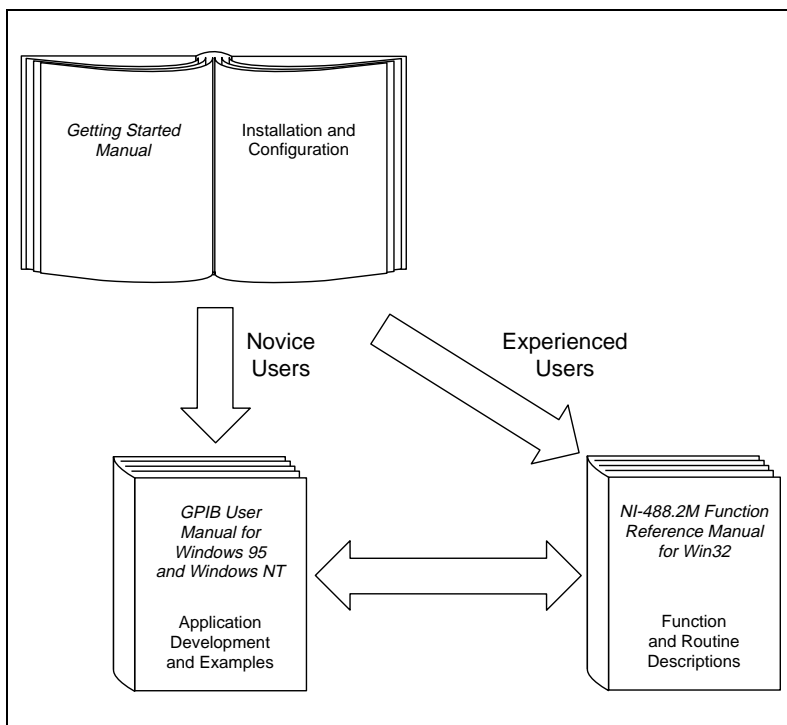 Getting Started
Manual
Installation and
Configuration
Novice
Users
Experienced
Users
GPIB User
Manual for
Windows 95
and Windows NT
Application
Development
and Examples
NI-488.2M Function
Reference Manual
for Win32
Function
and Routine
Descriptions